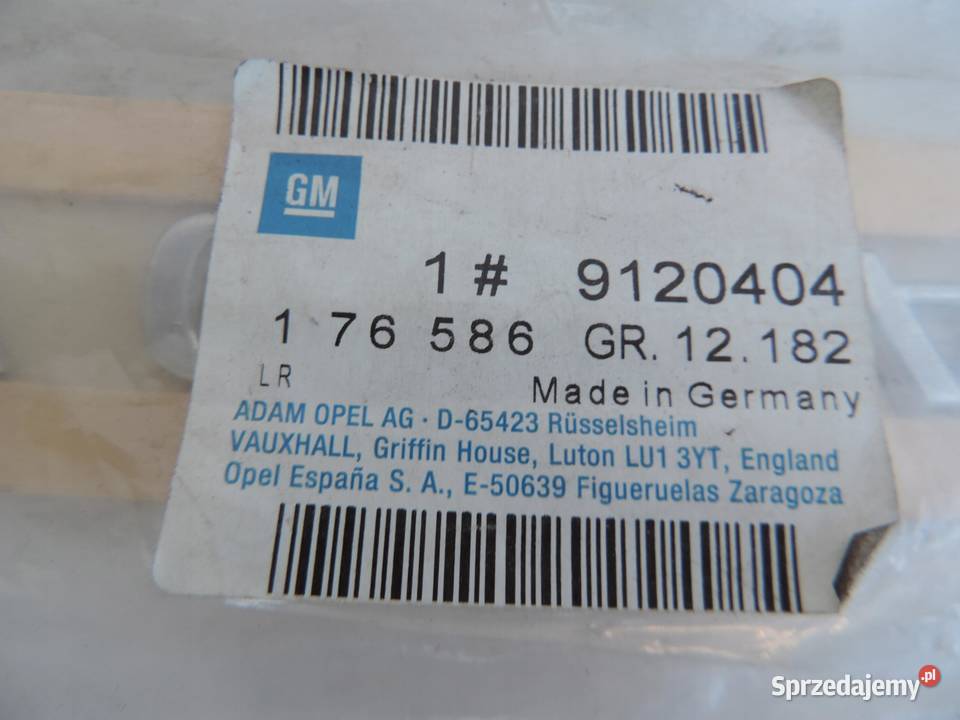 GM
1 # 9120404
1 76 586 GR. 12.182
LR
Made in Germany
ADAM OPEL AG · D-65423 Rüsselsheim
VAUXHALL, Griffin House, Luton LU1 3YT, England
Opel España S. A., E-50639 Figueruelas Zaragoza
Sprzedajemy.pl